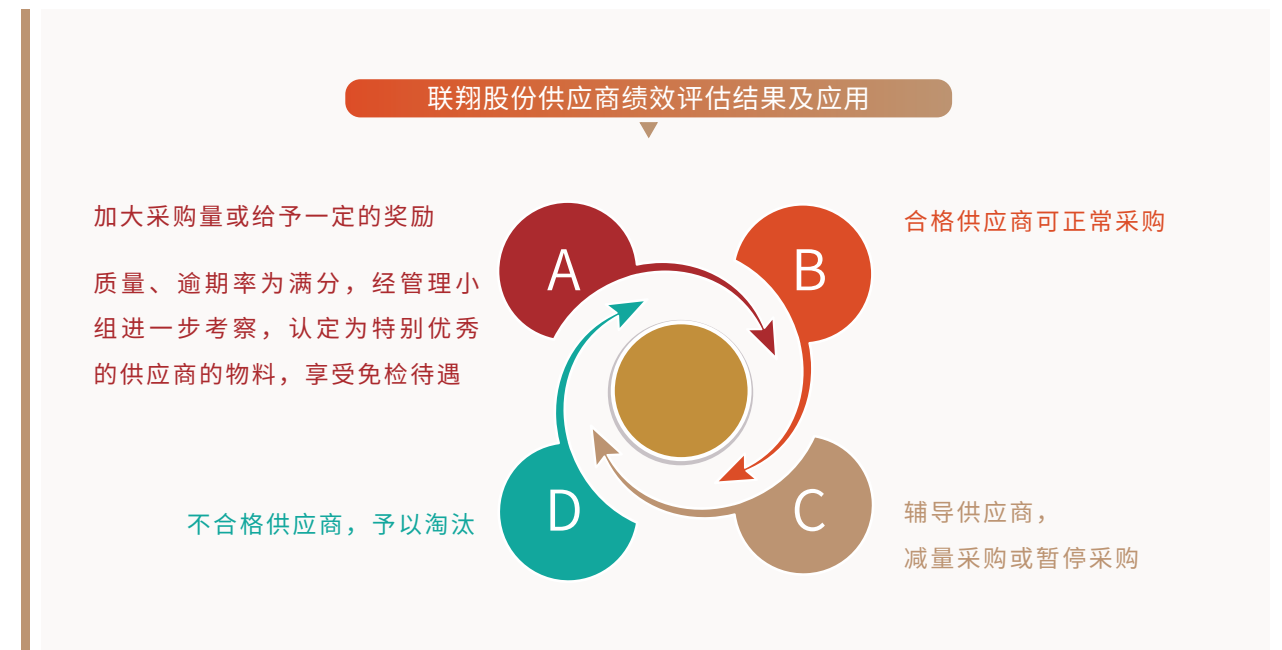 联翔股份供应商绩效评估结果及应用
A
加大采购量或给予一定的奖励
质量、逾期率为满分，经管理小
组进一步考察，认定为特别优秀
的供应商的物料，享受免检待遇
B
合格供应商可正常采购
C
辅导供应商，
减量采购或暂停采购
D
不合格供应商，予以淘汰